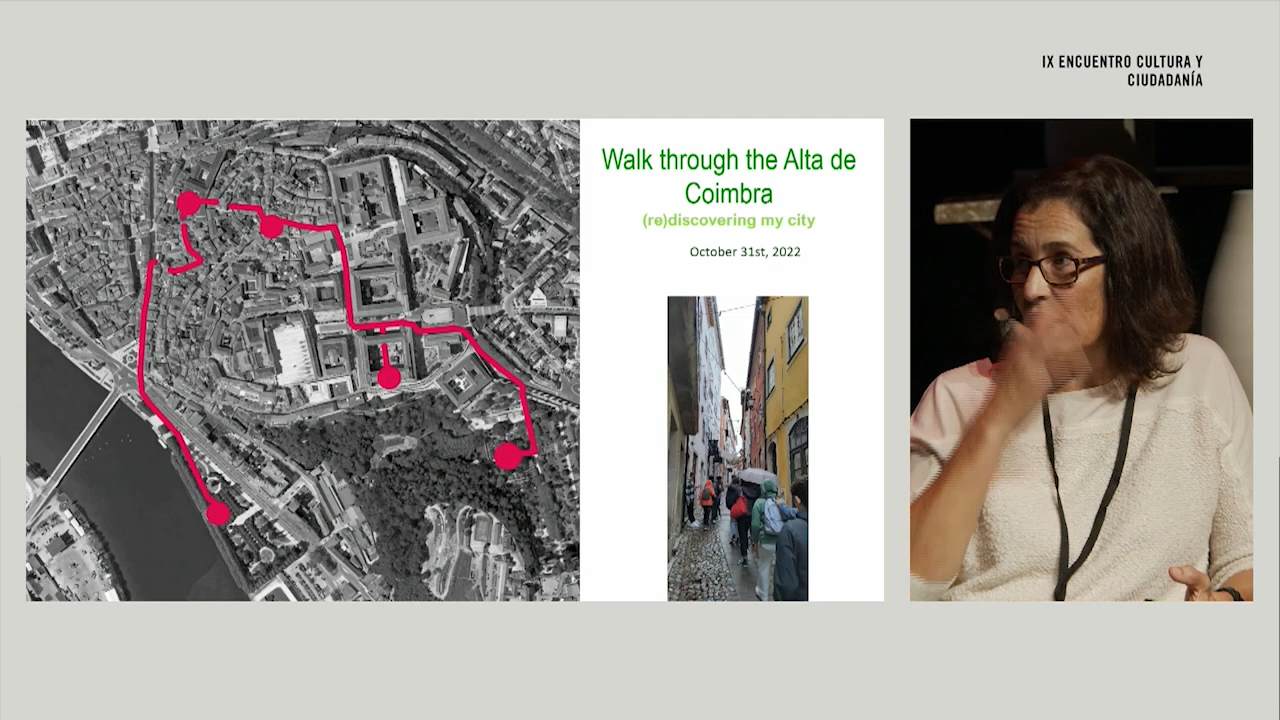 IX ENCUENTRO CULTURA Y
CIUDADANÍA
Walk through the Alta de
Coimbra
(re)discovering my city
October 31st, 2022